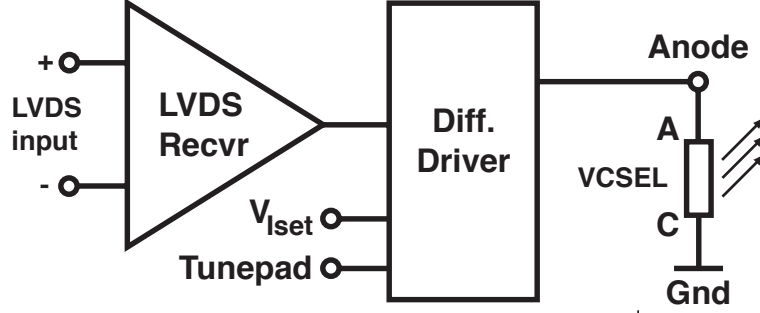 +
LVDS
input
-
LVDS
Recvr
V Iset
Tunepad
Diff.
Driver
Anode
A
VCSEL
C
Gnd